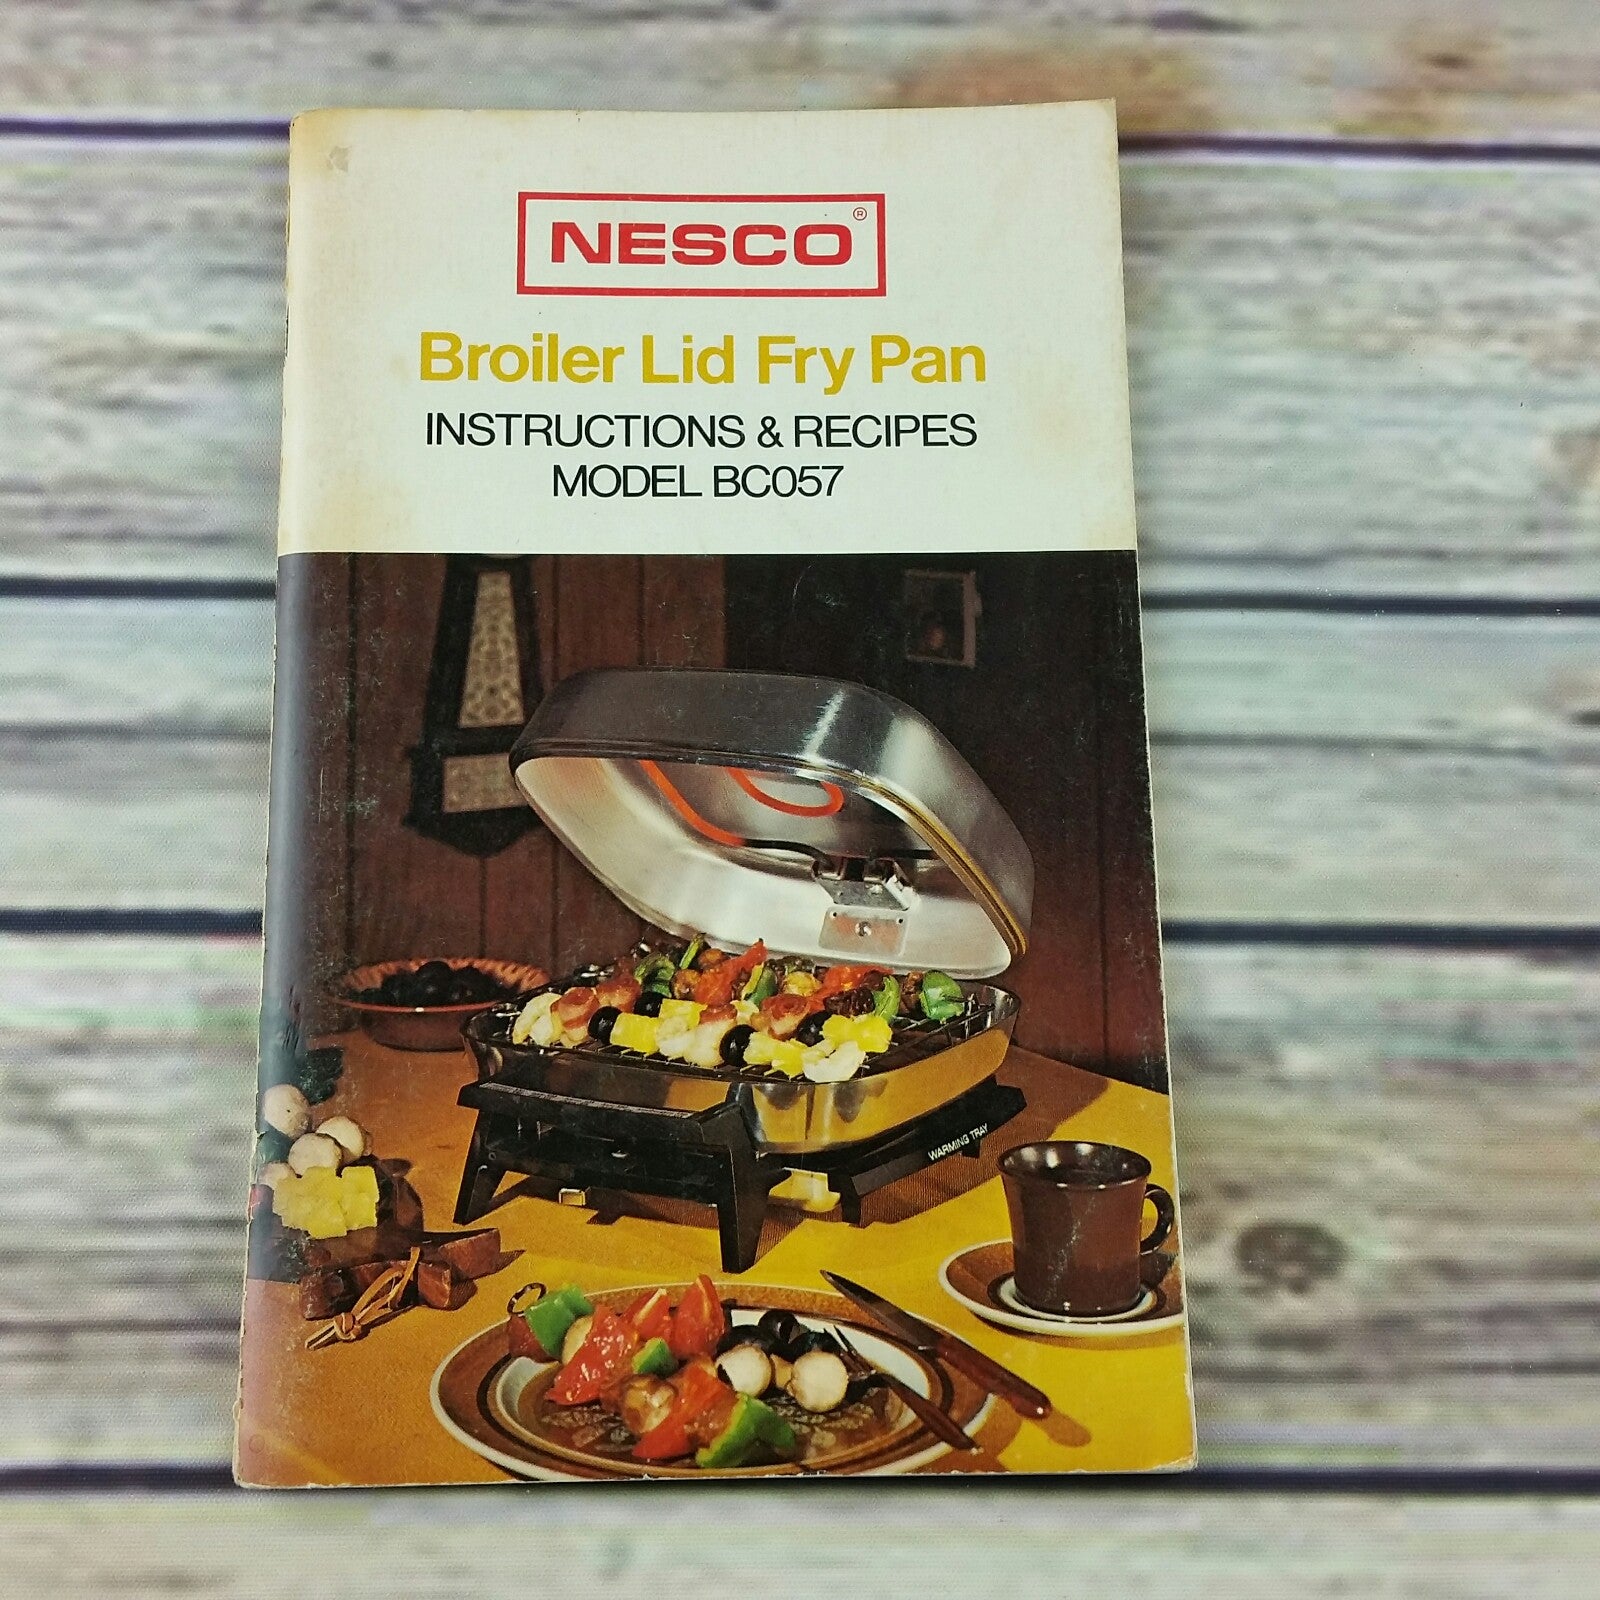 NESCO®
Broiler Lid Fry Pan
INSTRUCTIONS & RECIPES
MODEL BC057
WARMING TRAY